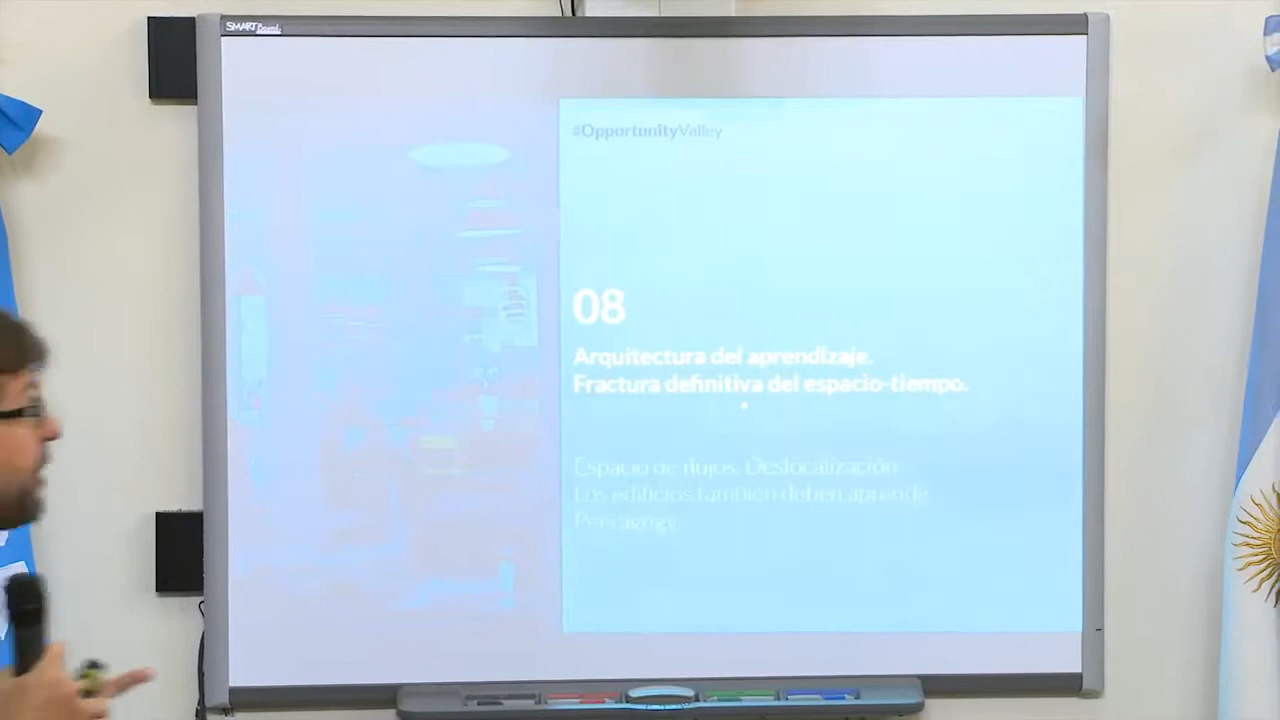 SMART Board
#OpportunityValley
08
Arquitectura del aprendizaje.
Fractura definitiva del espacio-tiempo.
Espacio de flujos. Deslocalización
Los edificios también deben aprende